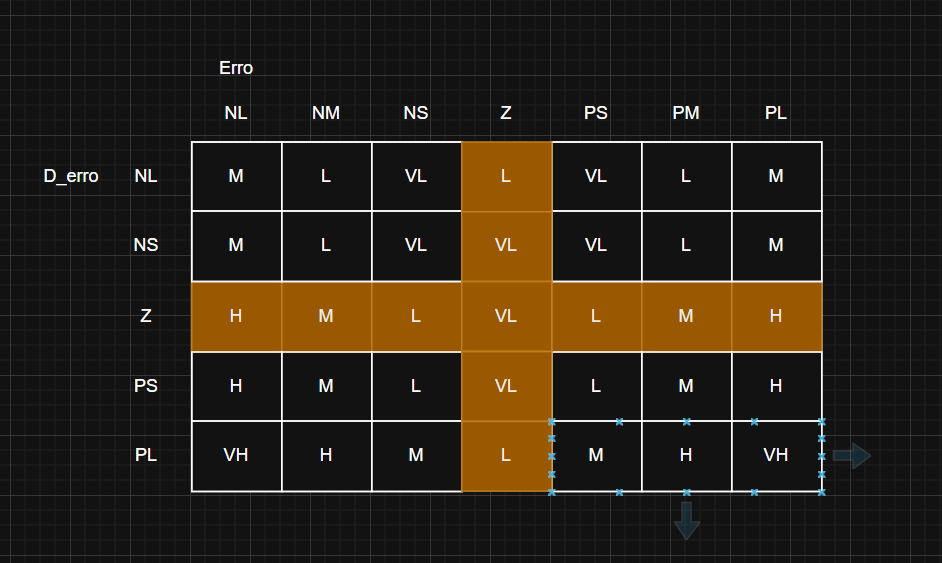 Erro
NL NM NS Z PS PM PL
D_erro NL M L VL L VL L M
NS M L VL VL VL L M
Z H M L VL L M H
PS H M L VL L M H
PL VH H M L M H VH